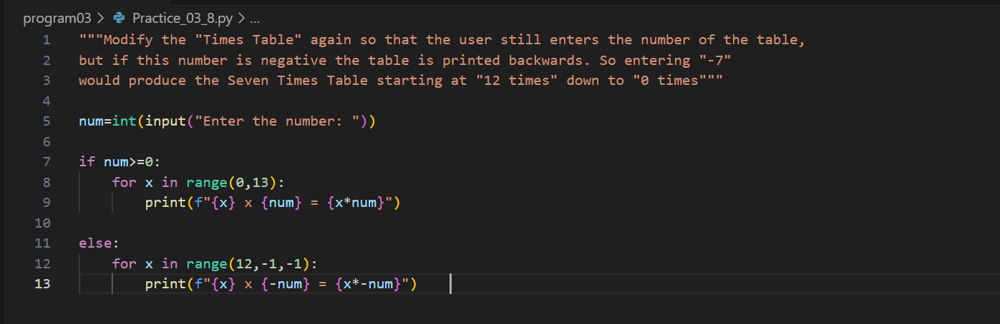 program03 > Practice_03_8.py > ...
1 """Modify the "Times Table" again so that the user still enters the number of the table,
2 but if this number is negative the table is printed backwards. So entering "-7"
3 would produce the Seven Times Table starting at "12 times" down to "0 times"""
4
5 num=int(input("Enter the number: "))
6
7 if num>=0:
8     for x in range(0,13):
9         print(f"{x} x {num} = {x*num}")
10
11 else:
12     for x in range(12,-1,-1):
13         print(f"{x} x {-num} = {x*-num}")